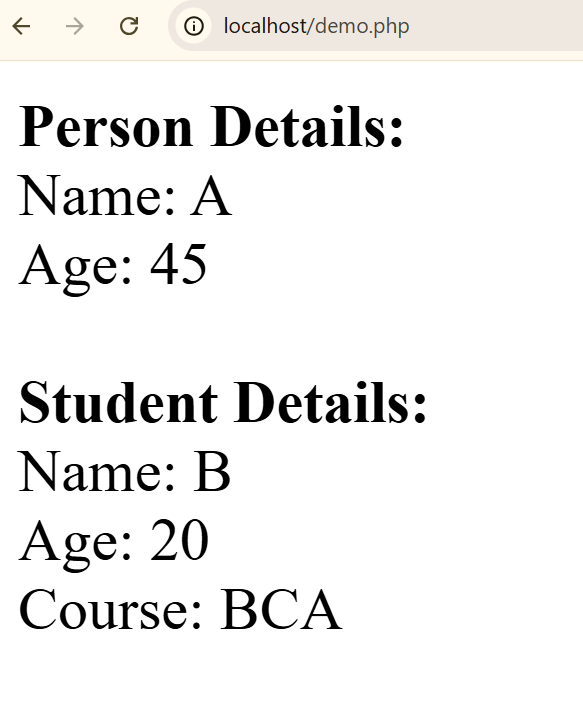 localhost/demo.php
Person Details:
Name: A
Age: 45
Student Details:
Name: B
Age: 20
Course: BCA